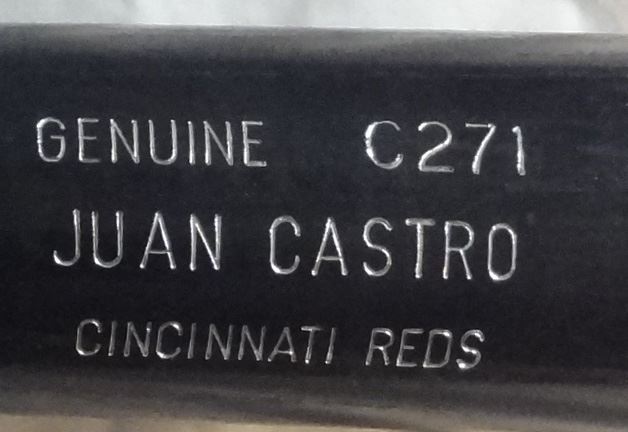 GENUINE C271
JUAN CASTRO
CINCINNATI REDS